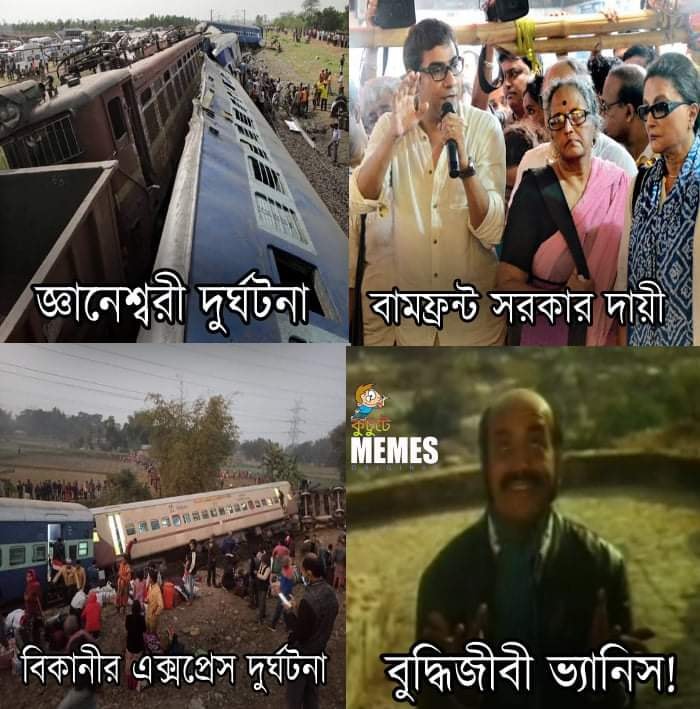 জ্ঞানেশ্বরী দুর্ঘটনা
বামফ্রন্ট সরকার দায়ী
কুচুটে
MEMES
বিকানীর এক্সপ্রেস দুর্ঘটনা
বুদ্ধিজীবী ভ্যানিস!